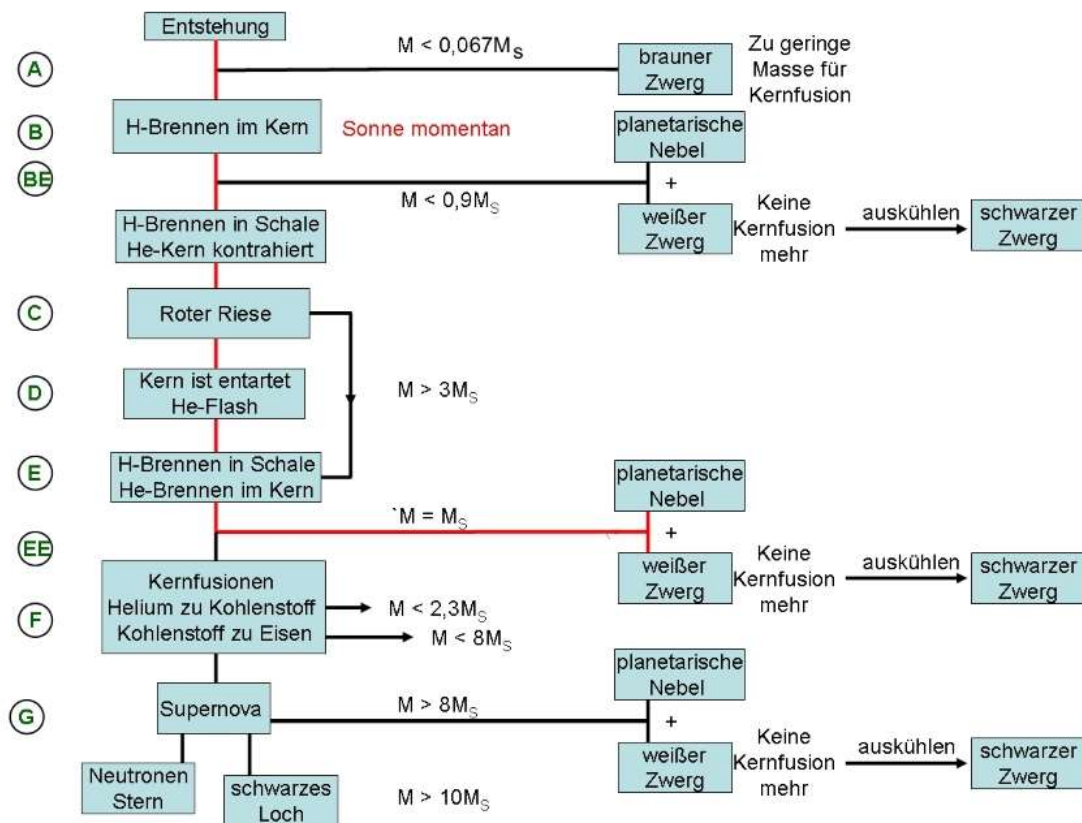 Entstehung
M < 0,067Ms
A
brauner
Zwerg
Zu geringe
Masse für
Kernfusion
B
H-Brennen im Kern
Sonne momentan
planetarische
Nebel
BE
+
M < 0,9MS
weißer
Zwerg
Keine
Kernfusion
mehr
auskühlen
schwarzer
Zwerg
H-Brennen in Schale
He-Kern kontrahiert
C
Roter Riese
D
Kern ist entartet
He-Flash
M > 3MS
E
H-Brennen in Schale
He-Brennen im Kern
planetarische
Nebel
`M = MS
EE
+
weißer
Zwerg
Keine
Kernfusion
mehr
auskühlen
schwarzer
Zwerg
F
Kernfusionen
Helium zu Kohlenstoff
Kohlenstoff zu Eisen
M < 2,3MS
M < 8MS
planetarische
Nebel
G
Supernova
M > 8MS
+
weißer
Zwerg
Keine
Kernfusion
mehr
auskühlen
schwarzer
Zwerg
Neutronen
Stern
schwarzes
Loch
M > 10MS